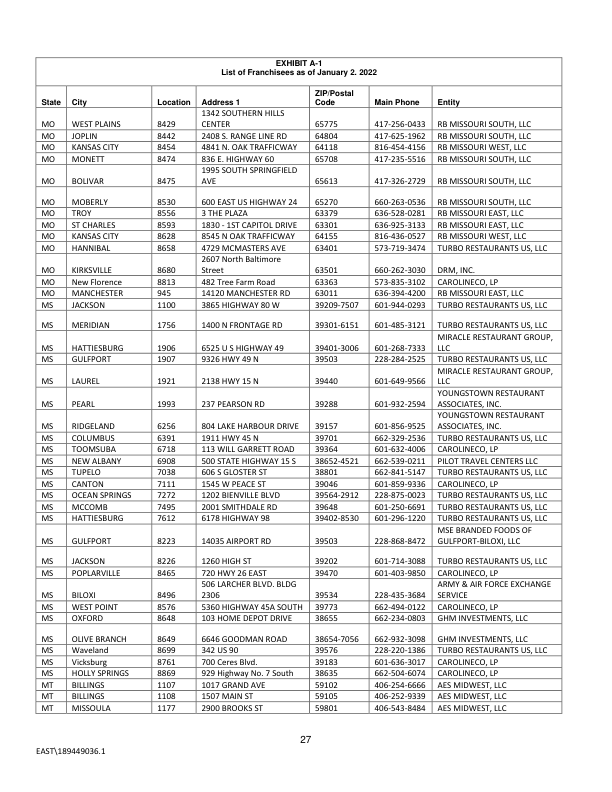 EXHIBIT A-1
List of Franchisees as of January 2. 2022
State City Location Address 1 ZIP/Postal Code Main Phone Entity
MO WEST PLAINS 8429 1342 SOUTHERN HILLS CENTER 65775 417-256-0433 RB MISSOURI SOUTH, LLC
MO JOPLIN 8442 2408 S. RANGE LINE RD 64804 417-625-1962 RB MISSOURI SOUTH, LLC
MO KANSAS CITY 8454 4841 N. OAK TRAFFICWAY 64118 816-454-4156 RB MISSOURI WEST, LLC
MO MONETT 8474 836 E. HIGHWAY 60 65708 417-235-5516 RB MISSOURI SOUTH, LLC
MO BOLIVAR 8475 1995 SOUTH SPRINGFIELD AVE 65613 417-326-2729 RB MISSOURI SOUTH, LLC
MO MOBERLY 8530 600 EAST US HIGHWAY 24 65270 660-263-0536 RB MISSOURI SOUTH, LLC
MO TROY 8556 3 THE PLAZA 63379 636-528-0281 RB MISSOURI EAST, LLC
MO ST CHARLES 8593 1830 - 1ST CAPITOL DRIVE 63301 636-925-3133 RB MISSOURI EAST, LLC
MO KANSAS CITY 8628 8545 N OAK TRAFFICWAY 64155 816-436-0527 RB MISSOURI WEST, LLC
MO HANNIBAL 8658 4729 MCMASTERS AVE 63401 573-719-3474 TURBO RESTAURANTS US, LLC
MO KIRKSVILLE 8680 2607 North Baltimore Street 63501 660-262-3030 DRM, INC.
MO New Florence 8813 482 Tree Farm Road 63363 573-835-3102 CAROLINECO, LP
MO MANCHESTER 945 14120 MANCHESTER RD 63011 636-394-4200 RB MISSOURI EAST, LLC
MS JACKSON 1100 3865 HIGHWAY 80 W 39209-7507 601-944-0293 TURBO RESTAURANTS US, LLC
MS MERIDIAN 1756 1400 N FRONTAGE RD 39301-6151 601-485-3121 TURBO RESTAURANTS US, LLC
MS HATTIESBURG 1906 6525 U S HIGHWAY 49 39401-3006 601-268-7333 MIRACLE RESTAURANT GROUP, LLC
MS GULFPORT 1907 9326 HWY 49 N 39503 228-284-2525 TURBO RESTAURANTS US, LLC
MS LAUREL 1921 2138 HWY 15 N 39440 601-649-9566 MIRACLE RESTAURANT GROUP, LLC
MS PEARL 1993 237 PEARSON RD 39288 601-932-2594 YOUNGSTOWN RESTAURANT ASSOCIATES, INC.
MS RIDGELAND 6256 804 LAKE HARBOUR DRIVE 39157 601-856-9525 YOUNGSTOWN RESTAURANT ASSOCIATES, INC.
MS COLUMBUS 6391 1911 HWY 45 N 39701 662-329-2536 TURBO RESTAURANTS US, LLC
MS TOOMSUBA 6718 113 WILL GARRETT ROAD 39364 601-632-4006 CAROLINECO, LP
MS NEW ALBANY 6908 500 STATE HIGHWAY 15 S 38652-4521 662-539-0211 PILOT TRAVEL CENTERS LLC
MS TUPELO 7038 606 S GLOSTER ST 38801 662-841-5147 TURBO RESTAURANTS US, LLC
MS CANTON 7111 1545 W PEACE ST 39046 601-859-9336 CAROLINECO, LP
MS OCEAN SPRINGS 7272 1202 BIENVILLE BLVD 39564-2912 228-875-0023 TURBO RESTAURANTS US, LLC
MS MCCOMB 7495 2001 SMITHDALE RD 39648 601-250-6691 TURBO RESTAURANTS US, LLC
MS HATTIESBURG 7612 6178 HIGHWAY 98 39402-8530 601-296-1220 TURBO RESTAURANTS US, LLC
MS GULFPORT 8223 14035 AIRPORT RD 39503 228-868-8472 MSE BRANDED FOODS OF GULFPORT-BILOXI, LLC
MS JACKSON 8226 1260 HIGH ST 39202 601-714-3088 TURBO RESTAURANTS US, LLC
MS POPLARVILLE 8465 720 HWY 26 EAST 39470 601-403-9850 CAROLINECO, LP
MS BILOXI 8496 506 LARCHER BLVD. BLDG 2306 39534 228-435-3684 ARMY & AIR FORCE EXCHANGE SERVICE
MS WEST POINT 8576 5360 HIGHWAY 45A SOUTH 39773 662-494-0122 CAROLINECO, LP
MS OXFORD 8648 103 HOME DEPOT DRIVE 38655 662-234-0803 GHM INVESTMENTS, LLC
MS OLIVE BRANCH 8649 6646 GOODMAN ROAD 38654-7056 662-932-3098 GHM INVESTMENTS, LLC
MS Waveland 8699 342 US 90 39576 228-220-1386 TURBO RESTAURANTS US, LLC
MS Vicksburg 8761 700 Ceres Blvd. 39183 601-636-3017 CAROLINECO, LP
MS HOLLY SPRINGS 8869 929 Highway No. 7 South 38635 662-504-6074 CAROLINECO, LP
MT BILLINGS 1107 1017 GRAND AVE 59102 406-254-6666 AES MIDWEST, LLC
MT BILLINGS 1108 1507 MAIN ST 59105 406-252-9339 AES MIDWEST, LLC
MT MISSOULA 1177 2900 BROOKS ST 59801 406-543-8484 AES MIDWEST, LLC
27
EAST\189449036.1